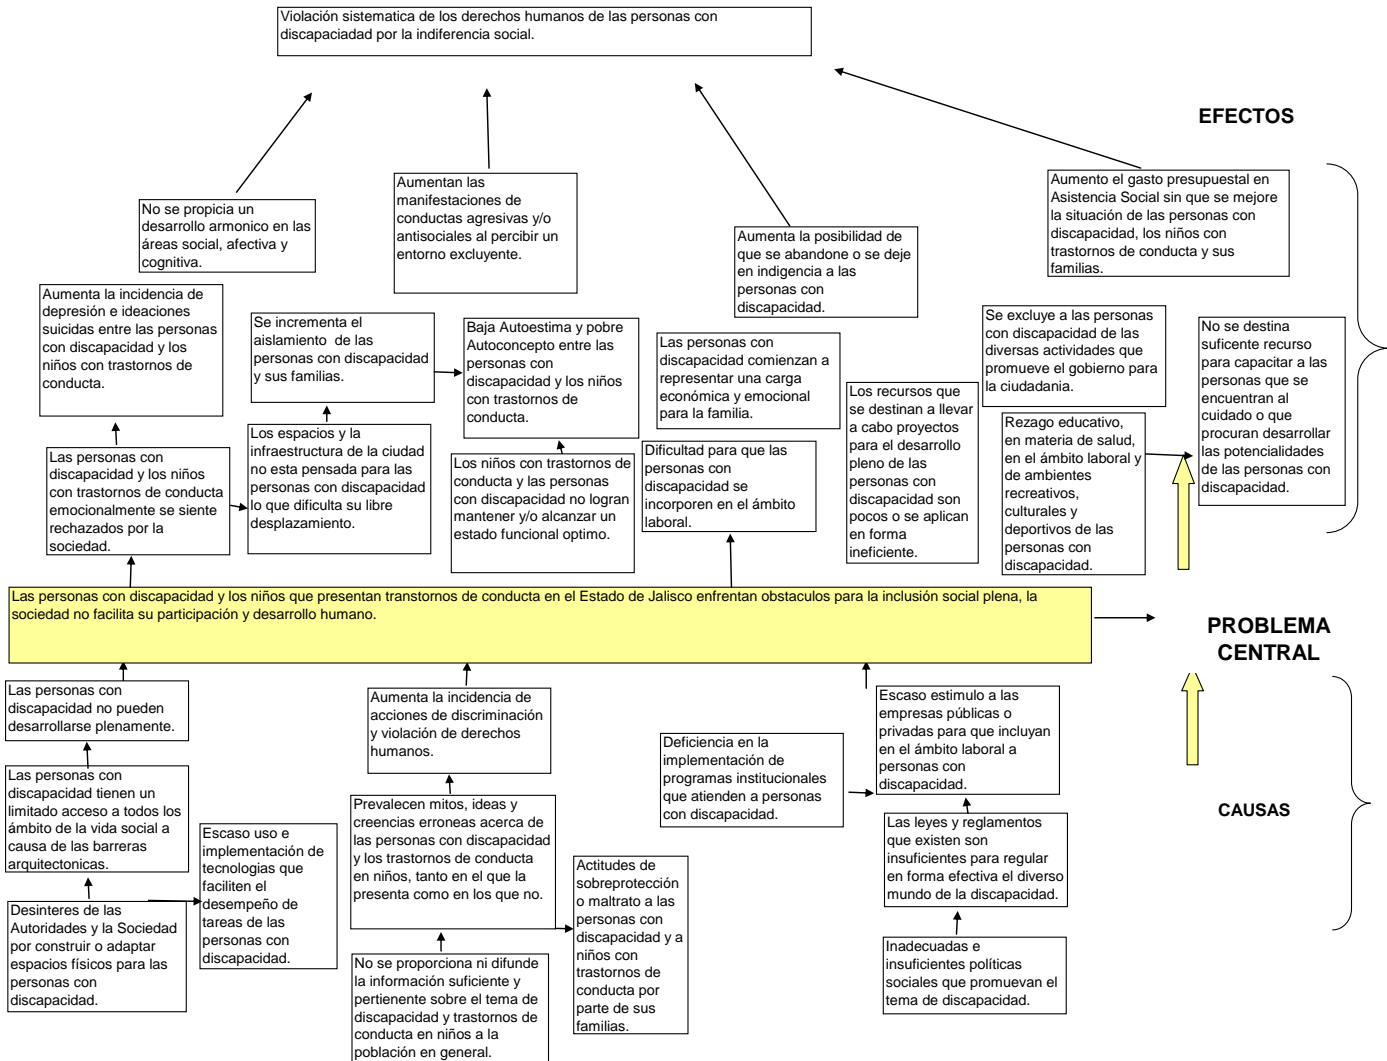 Violación sistematica de los derechos humanos de las personas con
discapaciadad por la indiferencia social.
EFECTOS
No se propicia un
desarrollo armonico en las
áreas social, afectiva y
cognitiva.
Aumentan las
manifestaciones de
conductas agresivas y/o
antisociales al percibir un
entorno excluyente.
Aumenta la posibilidad de
que se abandone o se deje
en indigencia a las
personas con
discapacidad.
Aumento el gasto presupuestal en
Asistencia Social sin que se mejore
la situación de las personas con
discapacidad, los niños con
trastornos de conducta y sus
familias.
Aumenta la incidencia de
depresión e ideaciones
suicidas entre las personas
con discapacidad y los
niños con trastornos de
conducta.
Se incrementa el
aislamiento de las
personas con discapacidad
y sus familias.
Baja Autoestima y pobre
Autoconcepto entre las
personas con
discapacidad y los niños
con trastornos de
conducta.
Las personas con
discapacidad comienzan a
representar una carga
económica y emocional
para la familia.
Los recursos que
se destinan a llevar
a cabo proyectos
para el desarrollo
pleno de las
personas con
discapacidad son
pocos o se aplican
en forma
ineficiente.
Se excluye a las personas
con discapacidad de las
diversas actividades que
promueve el gobierno para
la ciudadania.
No se destina
suficente recurso
para capacitar a las
personas que se
encuentran al
cuidado o que
procuran desarrollar
las potencialidades
de las personas con
discapacidad.
Las personas con
discapacidad y los niños
con trastornos de conducta
emocionalmente se siente
rechazados por la
sociedad.
Los espacios y la
infraestructura de la ciudad
no esta pensada para las
personas con discapacidad
lo que dificulta su libre
desplazamiento.
Los niños con trastornos de
conducta y las personas
con discapacidad no logran
mantener y/o alcanzar un
estado funcional optimo.
Dificultad para que las
personas con
discapacidad se
incorporen en el ámbito
laboral.
Rezago educativo,
en materia de salud,
en el ámbito laboral y
de ambientes
recreativos,
culturales y
deportivos de las
personas con
discapacidad.
Las personas con discapacidad y los niños que presentan transtornos de conducta en el Estado de Jalisco enfrentan obstaculos para la inclusión social plena, la
sociedad no facilita su participación y desarrollo humano.
PROBLEMA
CENTRAL
Las personas con
discapacidad no pueden
desarrollarse plenamente.
Aumenta la incidencia de
acciones de discriminación
y violación de derechos
humanos.
Deficiencia en la
implementación de
programas institucionales
que atienden a personas
con discapacidad.
Escaso estimulo a las
empresas públicas o
privadas para que incluyan
en el ámbito laboral a
personas con
discapacidad.
CAUSAS
Las personas con
discapacidad tienen un
limitado acceso a todos los
ámbito de la vida social a
causa de las barreras
arquitectonicas.
Escaso uso e
implementación de
tecnologias que
faciliten el
desempeño de
tareas de las
personas con
discapacidad.
Prevalecen mitos, ideas y
creencias erroneas acerca de
las personas con discapacidad
y los trastornos de conducta
en niños, tanto en el que la
presenta como en los que no.
Actitudes de
sobreprotección
o maltrato a las
personas con
discapacidad y a
niños con
trastornos de
conducta por
parte de sus
familias.
Las leyes y reglamentos
que existen son
insuficientes para regular
en forma efectiva el diverso
mundo de la discapacidad.
Desinteres de las
Autoridades y la Sociedad
por construir o adaptar
espacios físicos para las
personas con
discapacidad.
No se proporciona ni difunde
la información suficiente y
pertinente sobre el tema de
discapacidad y trastornos de
conducta en niños a la
población en general.
Inadecuadas e
insuficientes políticas
sociales que promuevan el
tema de discapacidad.